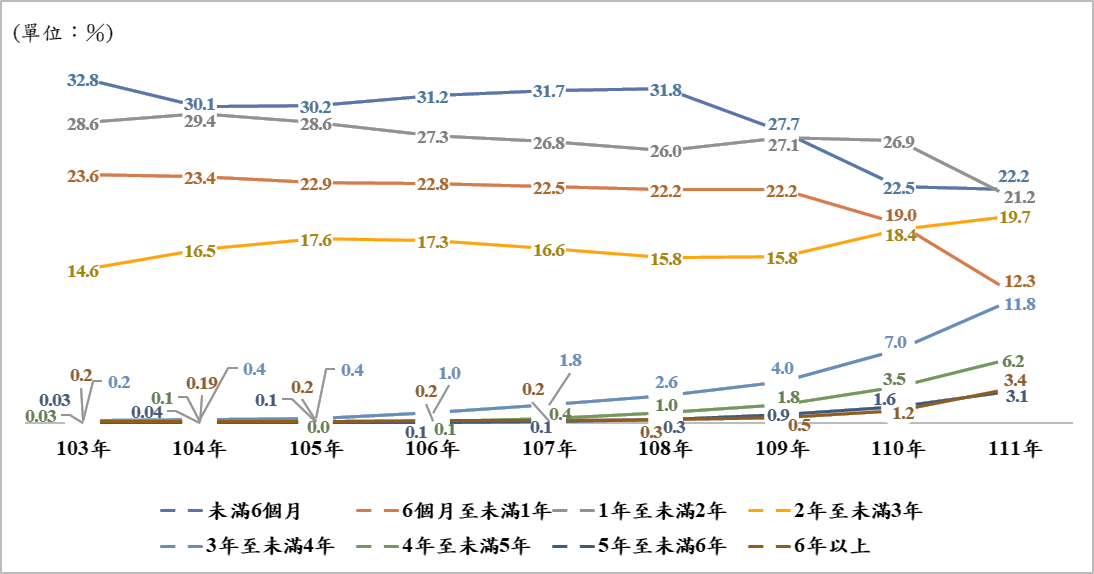 (單位：%)
32.8 30.1 30.2 31.2 31.7 31.8 27.7 22.5 22.2
28.6 29.4 28.6 27.3 26.8 26.0 27.1 26.9 21.2
23.6 23.4 22.9 22.8 22.5 22.2 22.2 19.0 12.3
14.6 16.5 17.6 17.3 16.6 15.8 15.8 18.4 19.7
0.2 0.4 0.4 1.0 1.8 2.6 4.0 7.0 11.8
0.03 0.1 0.0 0.1 0.4 1.0 1.8 3.5 6.2
0.03 0.04 0.1 0.1 0.1 0.3 0.9 1.6 3.1
0.2 0.19 0.2 0.2 0.2 0.3 0.5 1.2 3.4
103年 104年 105年 106年 107年 108年 109年 110年 111年
未滿6個月 6個月至未滿1年 1年至未滿2年 2年至未滿3年
3年至未滿4年 4年至未滿5年 5年至未滿6年 6年以上